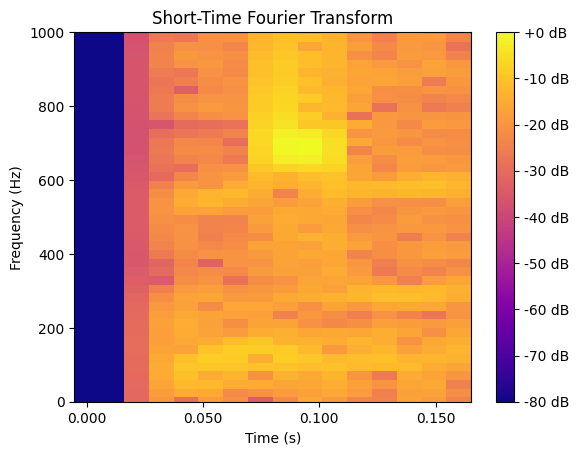 Short-Time Fourier Transform
Frequency (Hz)
1000
800
600
400
200
0
0.000
0.050
0.100
0.150
Time (s)
+0 dB
-10 dB
-20 dB
-30 dB
-40 dB
-50 dB
-60 dB
-70 dB
-80 dB